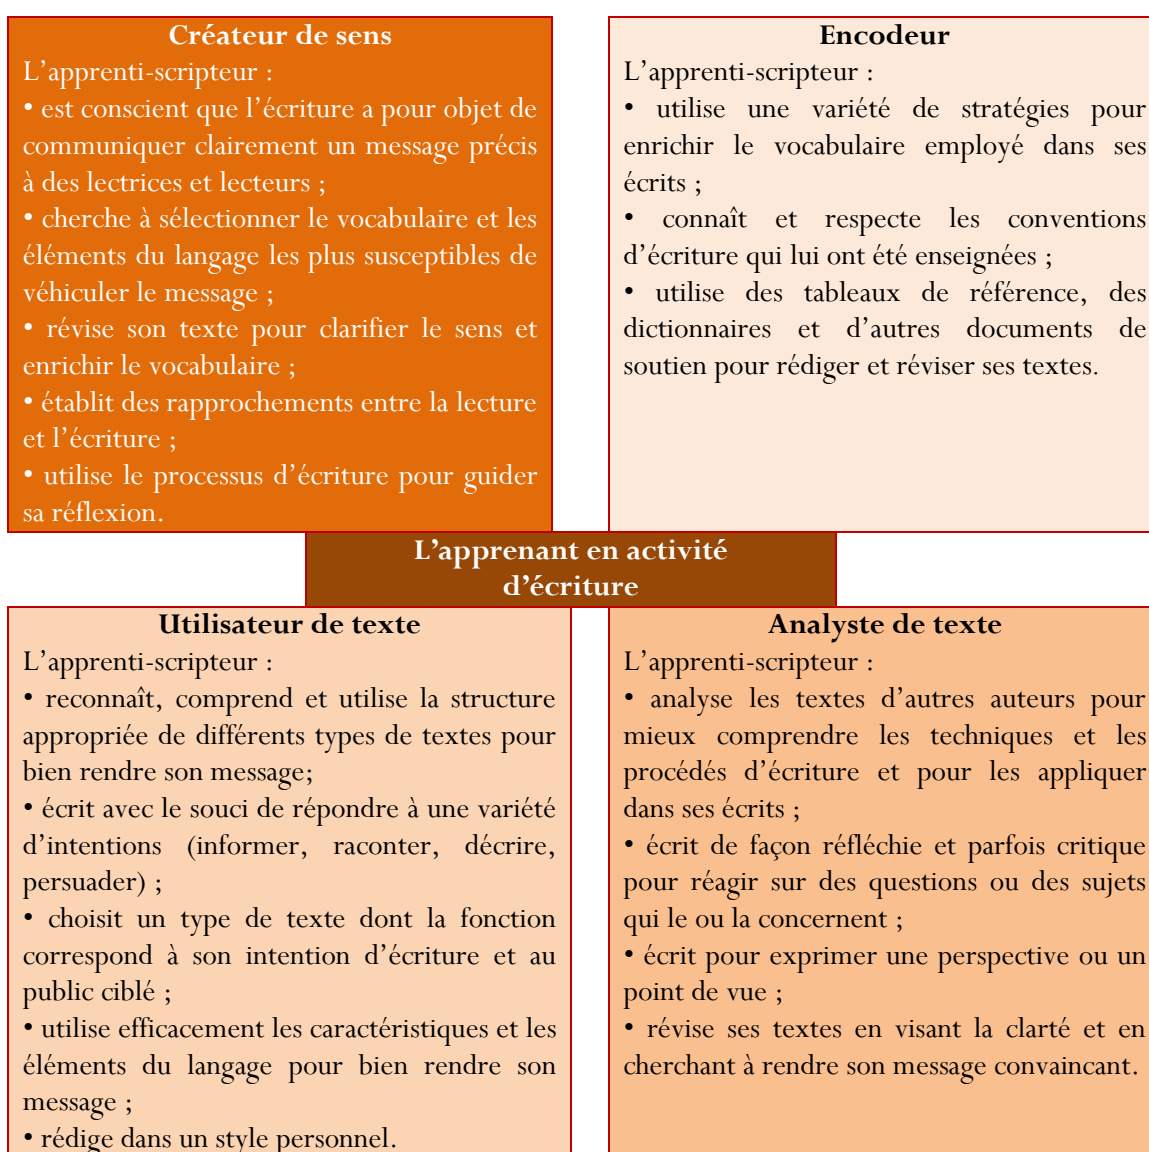 Créateur de sens
L’apprenti-scripteur :
• est conscient que l’écriture a pour objet de
communiquer clairement un message précis
à des lectrices et lecteurs ;
• cherche à sélectionner le vocabulaire et les
éléments du langage les plus susceptibles de
véhiculer le message ;
• révise son texte pour clarifier le sens et
enrichir le vocabulaire ;
• établit des rapprochements entre la lecture
et l’écriture ;
• utilise le processus d’écriture pour guider
sa réflexion.
Encodeur
L’apprenti-scripteur :
• utilise une variété de stratégies pour
enrichir le vocabulaire employé dans ses
écrits ;
• connaît et respecte les conventions
d’écriture qui lui ont été enseignées ;
• utilise des tableaux de référence, des
dictionnaires et d’autres documents de
soutien pour rédiger et réviser ses textes.
L’apprenant en activité
d’écriture
Utilisateur de texte
L’apprenti-scripteur :
• reconnaît, comprend et utilise la structure
appropriée de différents types de textes pour
bien rendre son message;
• écrit avec le souci de répondre à une variété
d’intentions (informer, raconter, décrire,
persuader) ;
• choisit un type de texte dont la fonction
correspond à son intention d’écriture et au
public ciblé ;
• utilise efficacement les caractéristiques et les
éléments du langage pour bien rendre son
message ;
• rédige dans un style personnel.
Analyste de texte
L’apprenti-scripteur :
• analyse les textes d’autres auteurs pour
mieux comprendre les techniques et les
procédés d’écriture et pour les appliquer
dans ses écrits ;
• écrit de façon réfléchie et parfois critique
pour réagir sur des questions ou des sujets
qui le ou la concernent ;
• écrit pour exprimer une perspective ou un
point de vue ;
• révise ses textes en visant la clarté et en
cherchant à rendre son message convaincant.